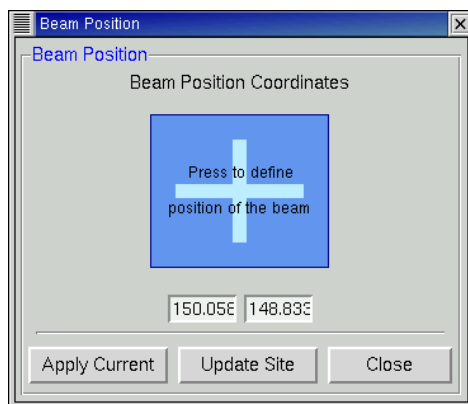 Beam Position
Beam Position
Beam Position Coordinates
Press to define
position of the beam
150.058 148.833
Apply Current Update Site Close